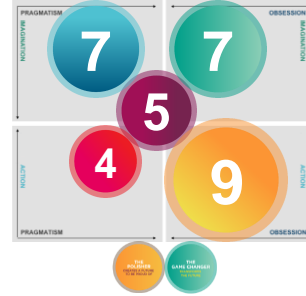 PRAGMATISM
OBSESSION
IMAGINATION
IMAGINATION
7
7
5
4
9
ACTION
ACTION
PRAGMATISM
OBSESSION
THE
POLISHER
THE
GAME CHANGER